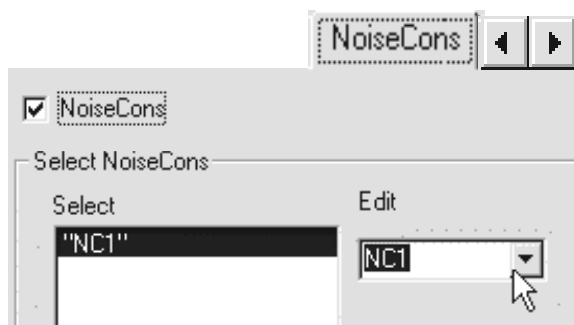 NoiseCons
NoiseCons
Select NoiseCons
Select
Edit
"NC1"
NC1